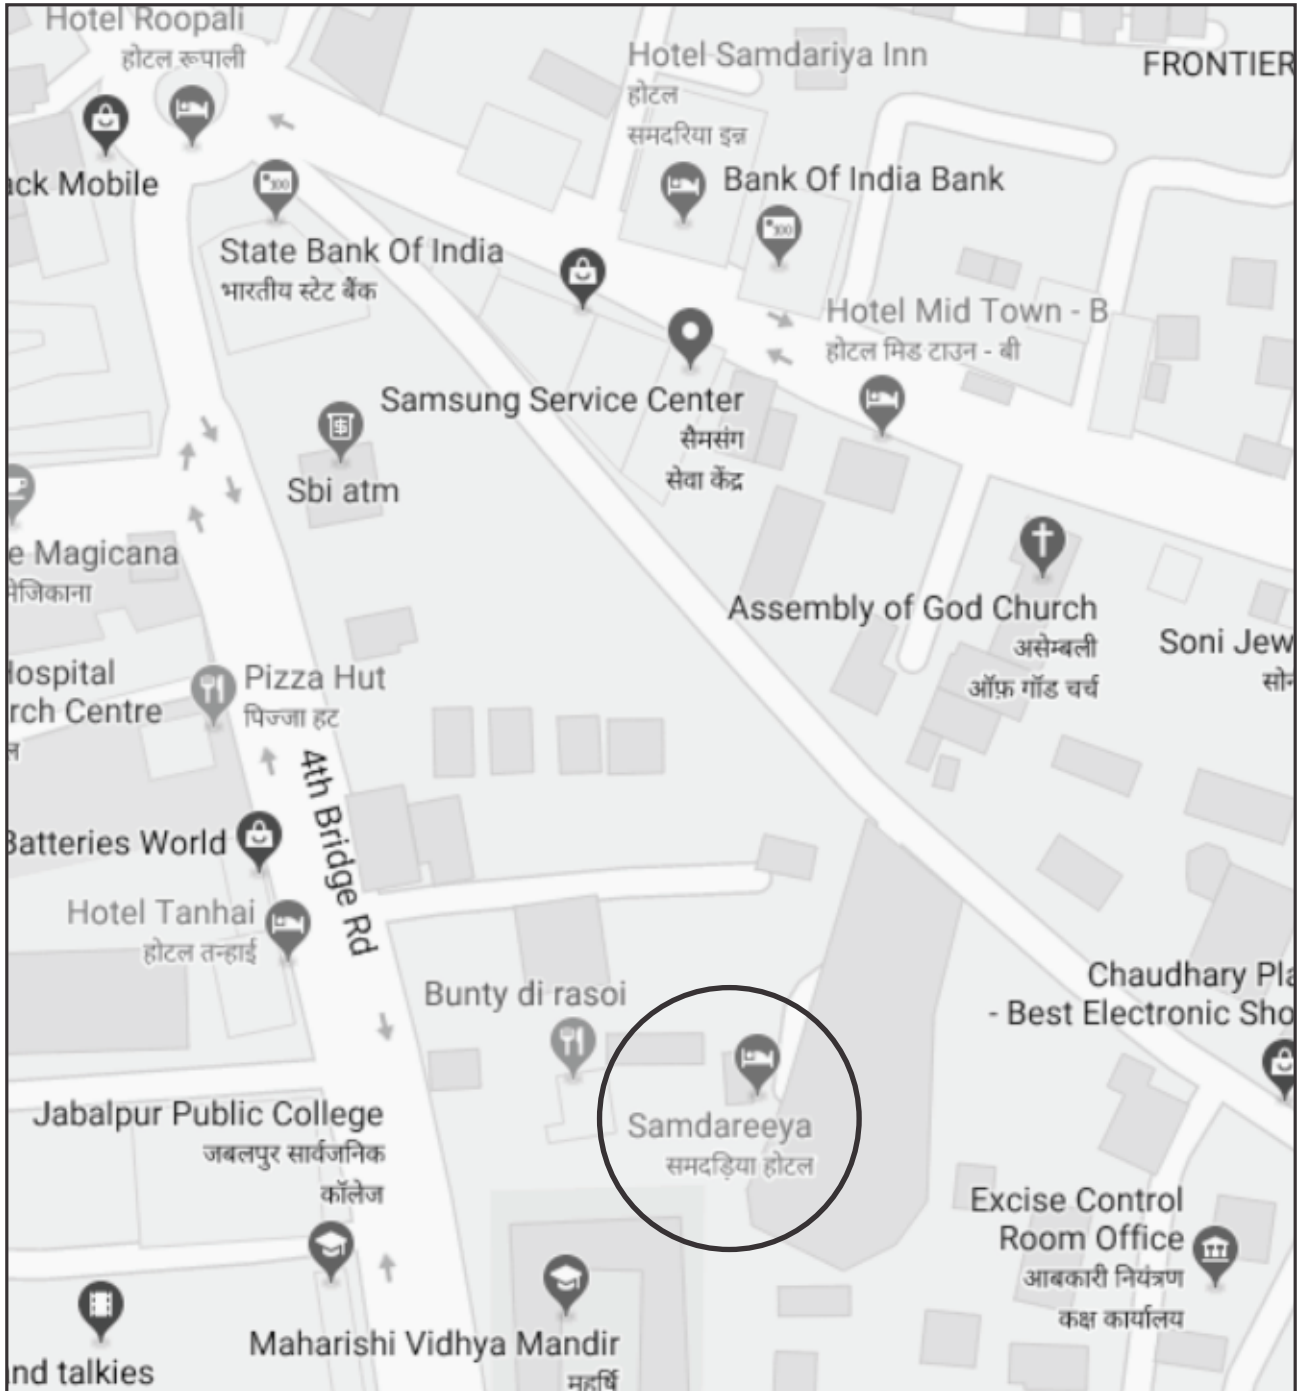 Hotel Roopali
होटल रूपाली
ack Mobile
State Bank Of India
भारतीय स्टेट बैंक
Hotel Samdariya Inn
होटल
समदरिया इन्न
FRONTIER
Bank Of India Bank
Hotel Mid Town - B
होटल मिड टाउन - बी
Samsung Service Center
सैमसंग
सेवा केंद्र
Sbi atm
e Magicana
मेजिकाना
Assembly of God Church
असेम्बली
ऑफ़ गॉड चर्च
Soni Jew
सोन
Hospital
rch Centre
ल
Pizza Hut
पिज्जा हट
4th Bridge Rd
Batteries World
Hotel Tanhai
होटल तन्हाई
Bunty di rasoi
Chaudhary Pla
- Best Electronic Sho
Samdareeya
समदड़िया होटल
Jabalpur Public College
जबलपुर सार्वजनिक
कॉलेज
Excise Control
Room Office
आबकारी नियंत्रण
कक्ष कार्यालय
Maharishi Vidhya Mandir
महर्षि
and talkies